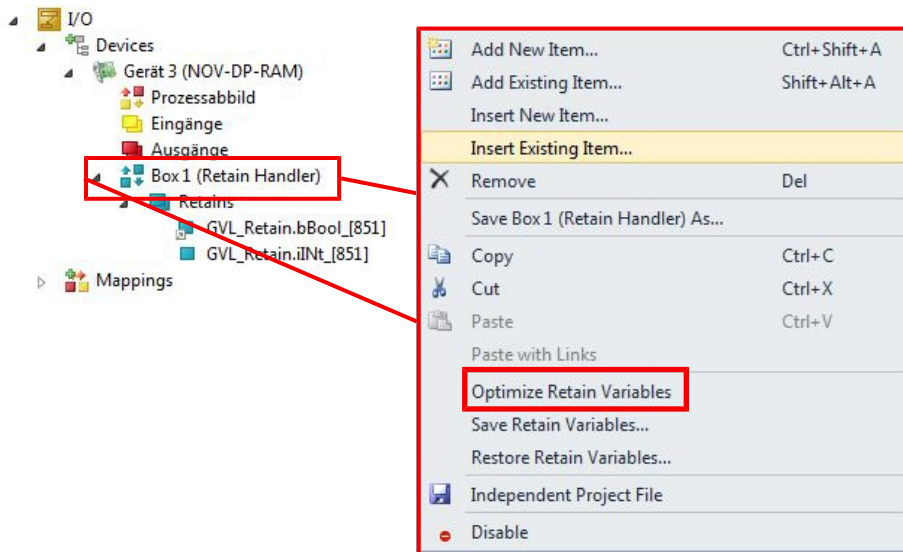 I/O
Devices
Gerät 3 (NOV-DP-RAM)
Prozessabbild
Eingänge
Ausgänge
Box 1 (Retain Handler)
Retains
GVL_Retain.bBool_[851]
GVL_Retain.iINt_[851]
Mappings
Add New Item... Ctrl+Shift+A
Add Existing Item... Shift+Alt+A
Insert New Item...
Insert Existing Item...
Remove Del
Save Box 1 (Retain Handler) As...
Copy Ctrl+C
Cut Ctrl+X
Paste Ctrl+V
Paste with Links
Optimize Retain Variables
Save Retain Variables...
Restore Retain Variables...
Independent Project File
Disable